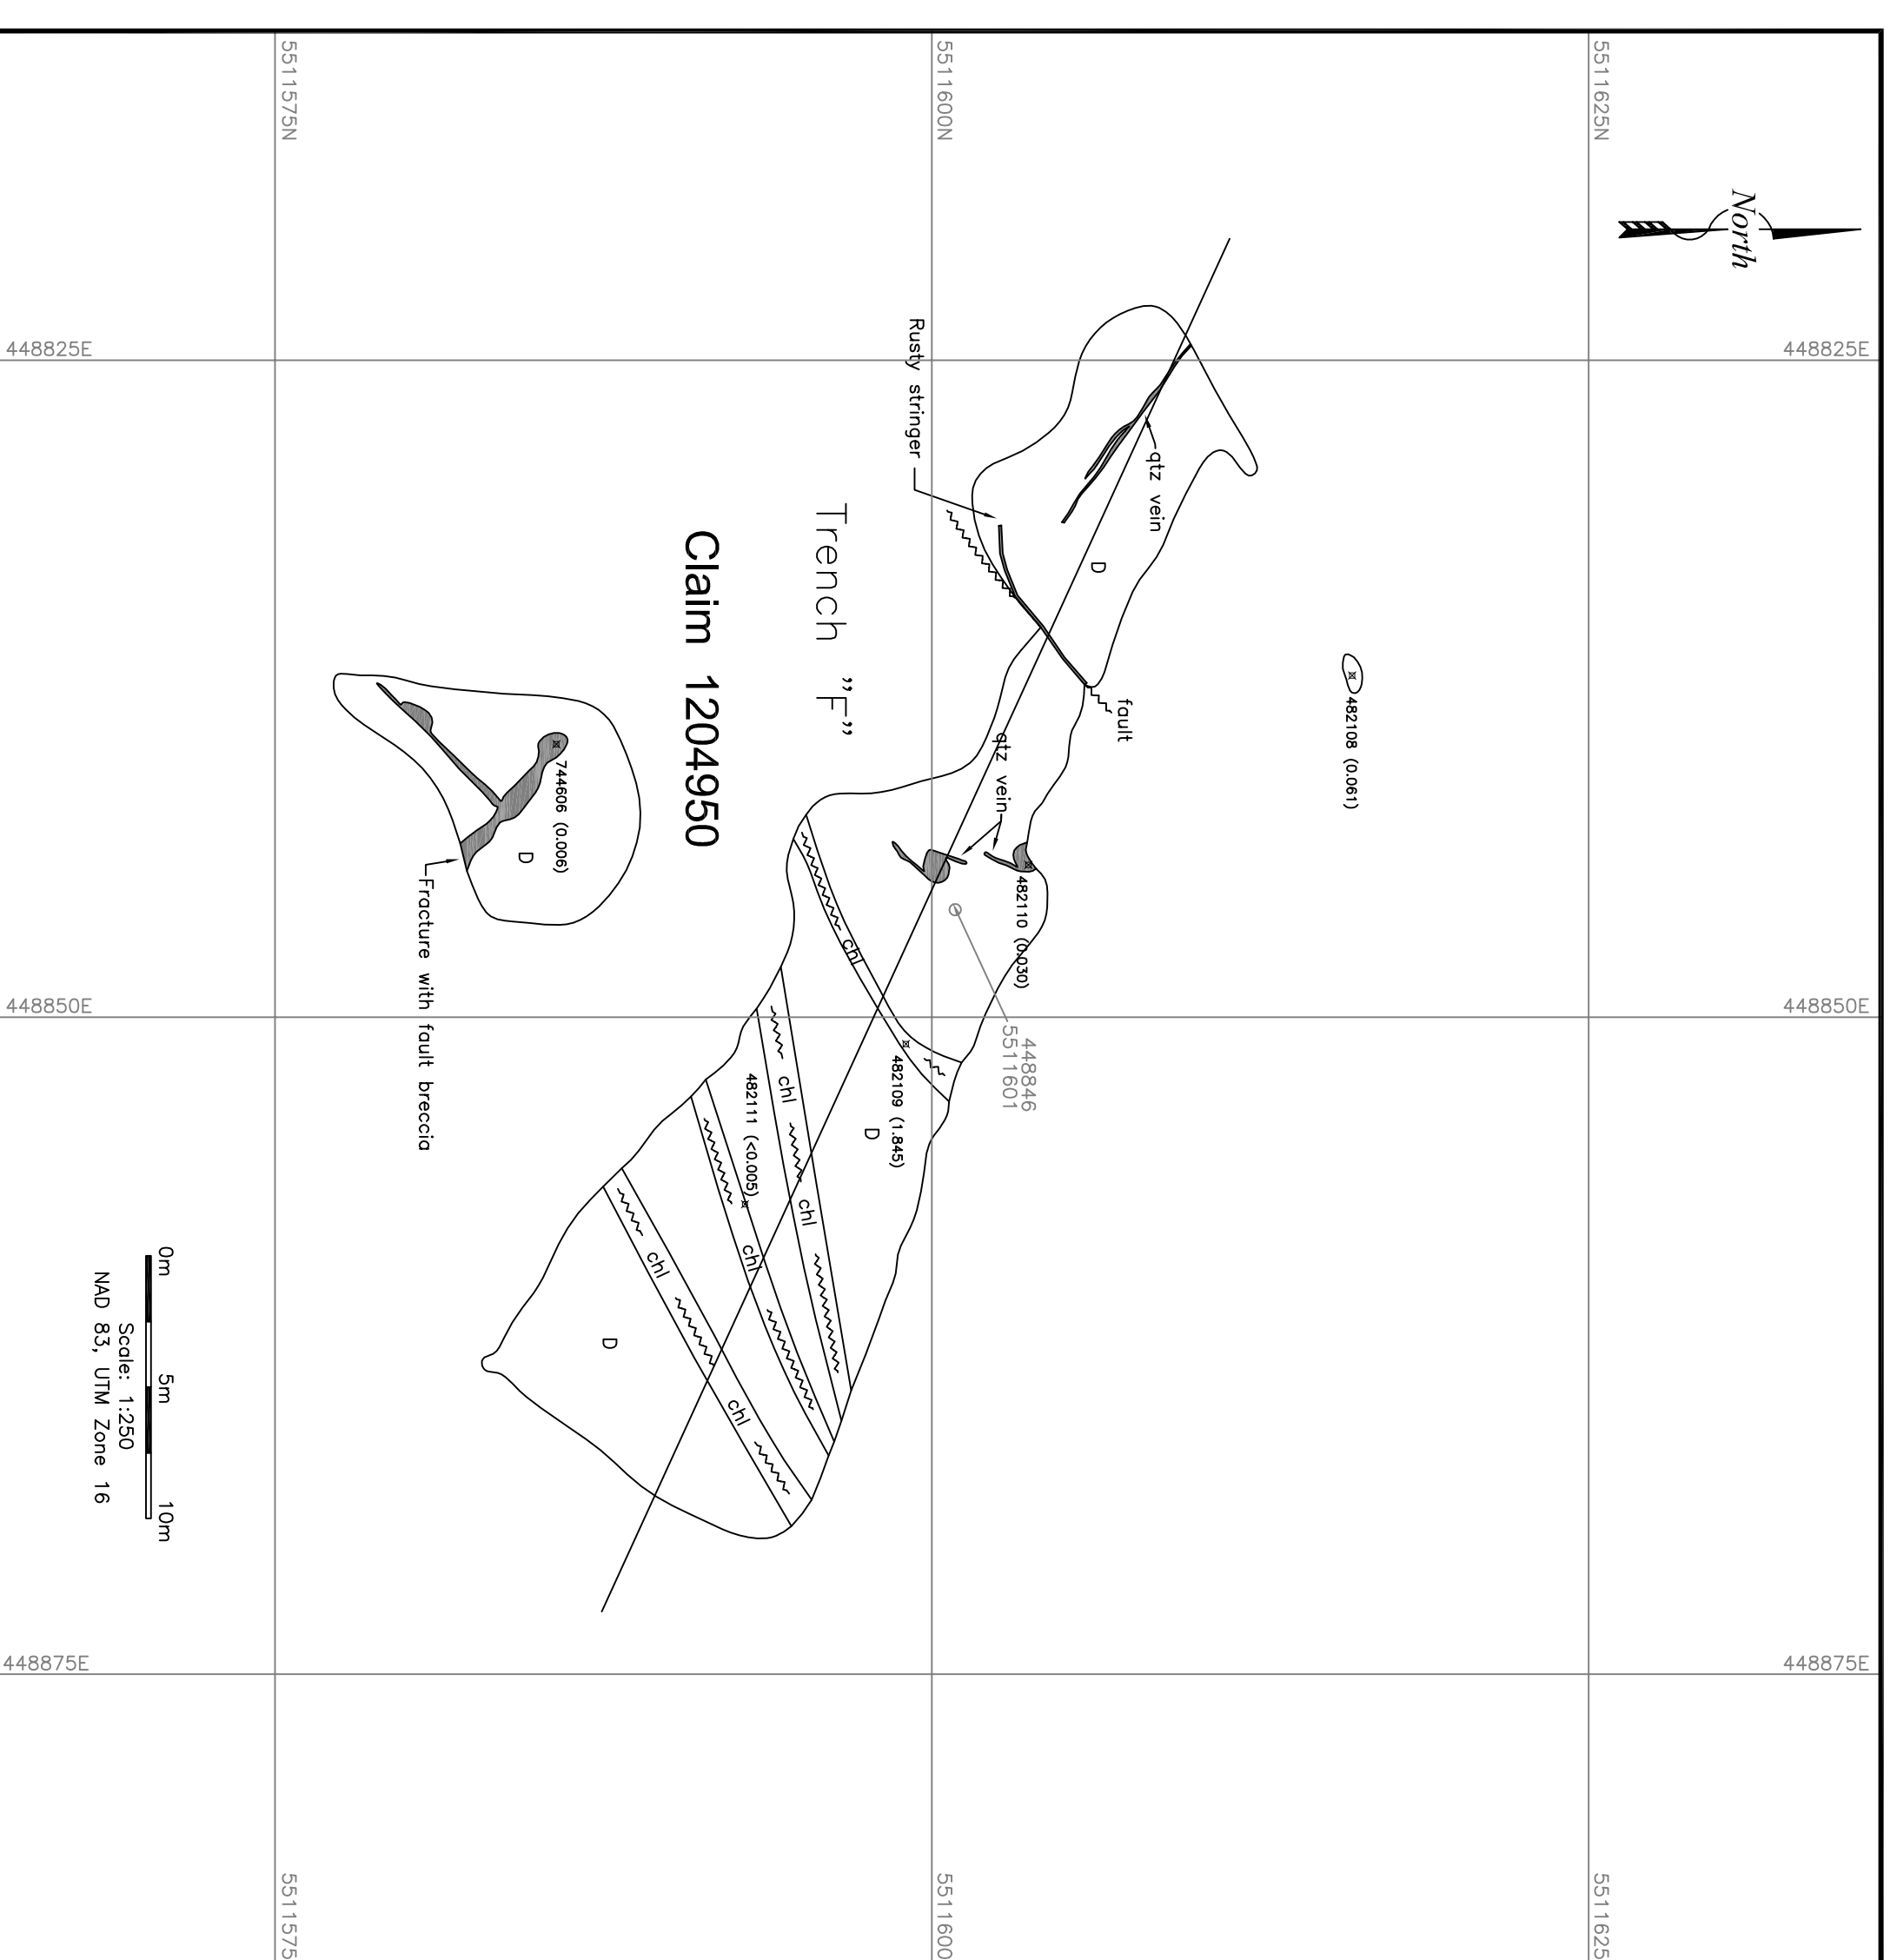 North
5511625N
5511600N
5511575N
448825E
448825E
448850E
448850E
448875E
448875E
5511625
5511600
5511575
482108 (0.061)
qtz vein
D
fault
Rusty stringer
qtz vein
482110 (0.030)
448846
5511601
Trench "F"
Claim 1204950
chl
482109 (1.845)
D
chl
chl
482111 (<0.005)
chl
chl
chl
D
744606 (0.006)
D
Fracture with fault breccia
0m
5m
10m
Scale: 1:250
NAD 83, UTM Zone 16